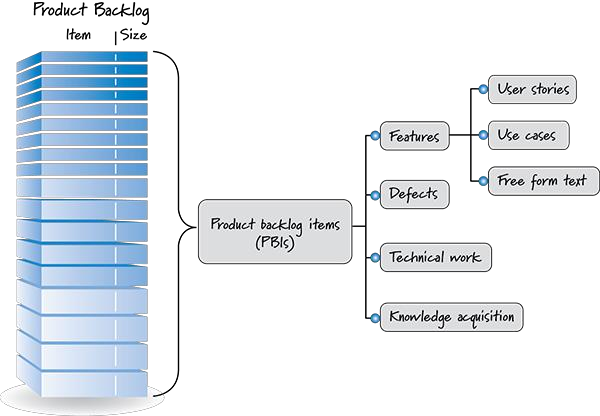 Product Backlog
Item | Size
User stories
Features
Use cases
Free form text
Defects
Product backlog items
(PBIs)
Technical work
Knowledge acquisition